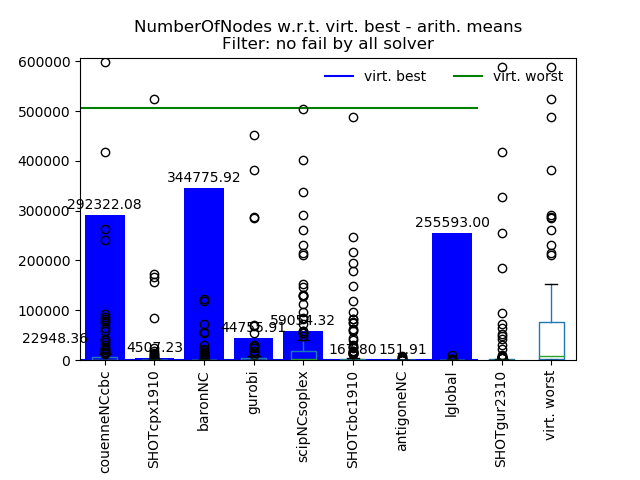 NumberOfNodes w.r.t. virt. best - arith. means
Filter: no fail by all solver
600000
500000
400000
300000
200000
100000
0
virt. best
virt. worst
292322.08
344775.92
255593.00
22948.36
4507.23
44755.91
59054.32
151.91
couenneNCcbc
SHOTcpx1910
baronNC
gurobi
scipNCsoplex
SHOTcbc1910
antigoneNC
lglobal
SHOTgur2310
virt. worst